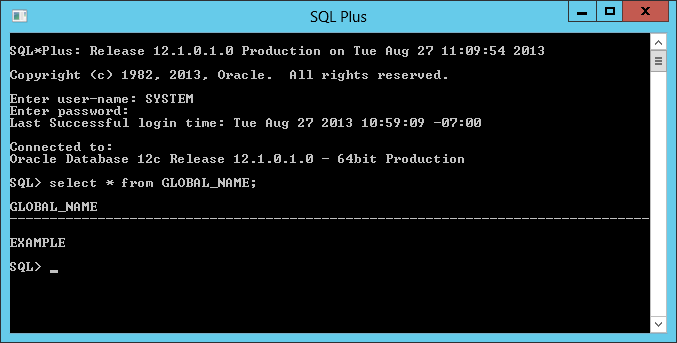 SQL Plus
SQL*Plus: Release 12.1.0.1.0 Production on Tue Aug 27 11:09:54 2013
Copyright (c) 1982, 2013, Oracle.  All rights reserved.
Enter user-name: SYSTEM
Enter password:
Last Successful login time: Tue Aug 27 2013 10:59:09 -07:00
Connected to:
Oracle Database 12c Release 12.1.0.1.0 - 64bit Production
SQL> select * from GLOBAL_NAME;
GLOBAL_NAME
--------------------------------------------------------------------------------
EXAMPLE
SQL> _